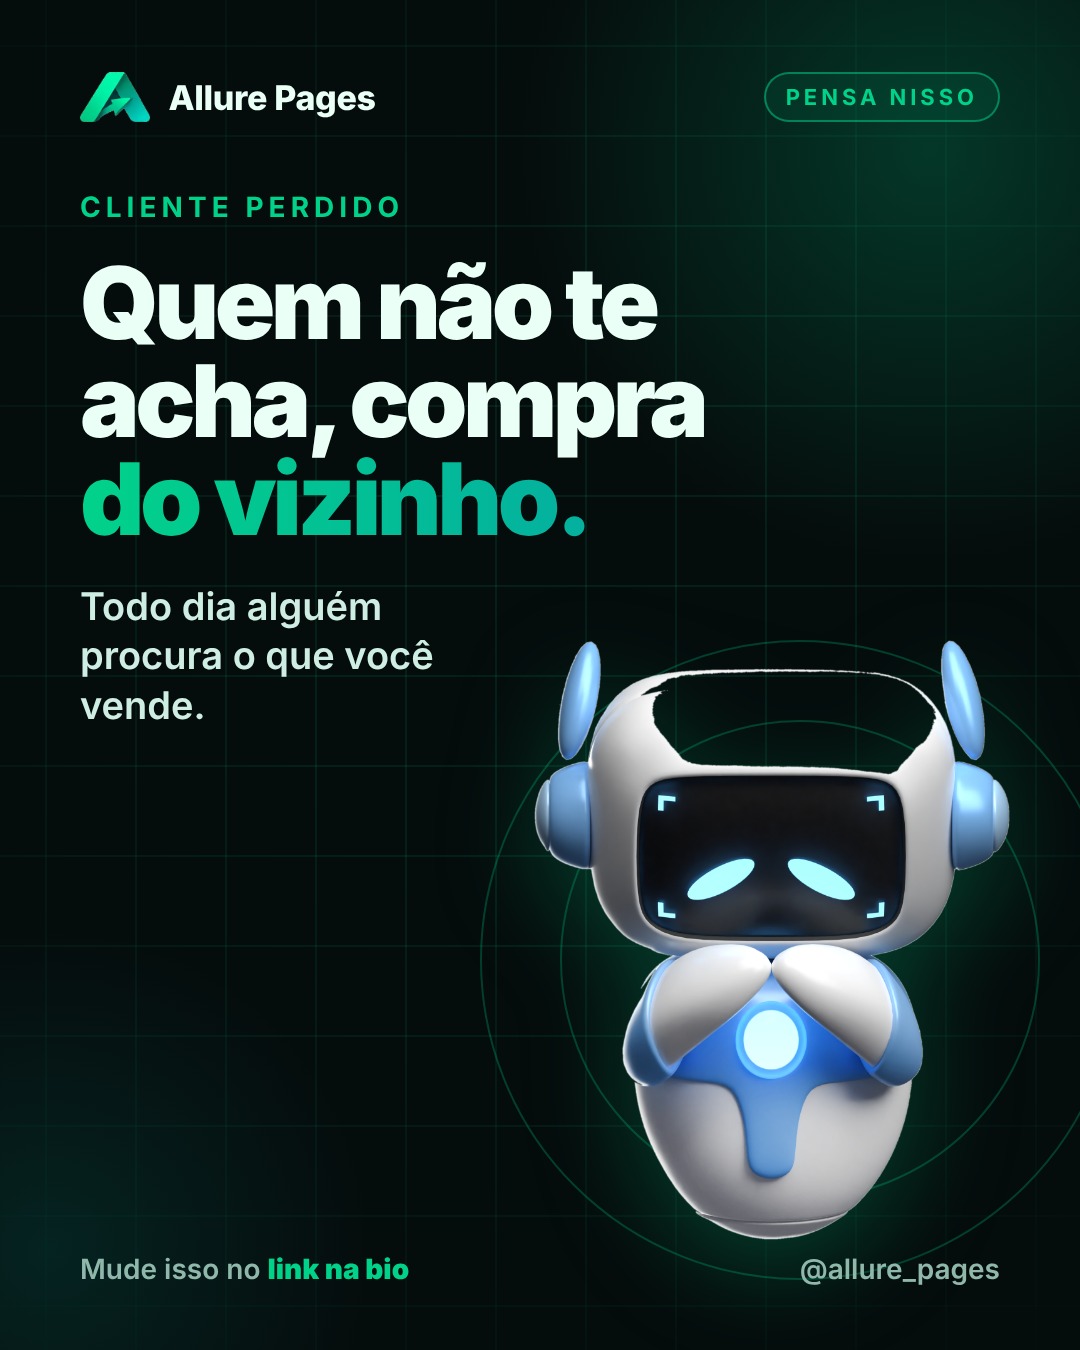 Allure Pages
PENSA NISSO
CLIENTE PERDIDO
Quem não te
acha, compra
do vizinho.
Todo dia alguém
procura o que você
vende.
Mude isso no link na bio
@allure_pages